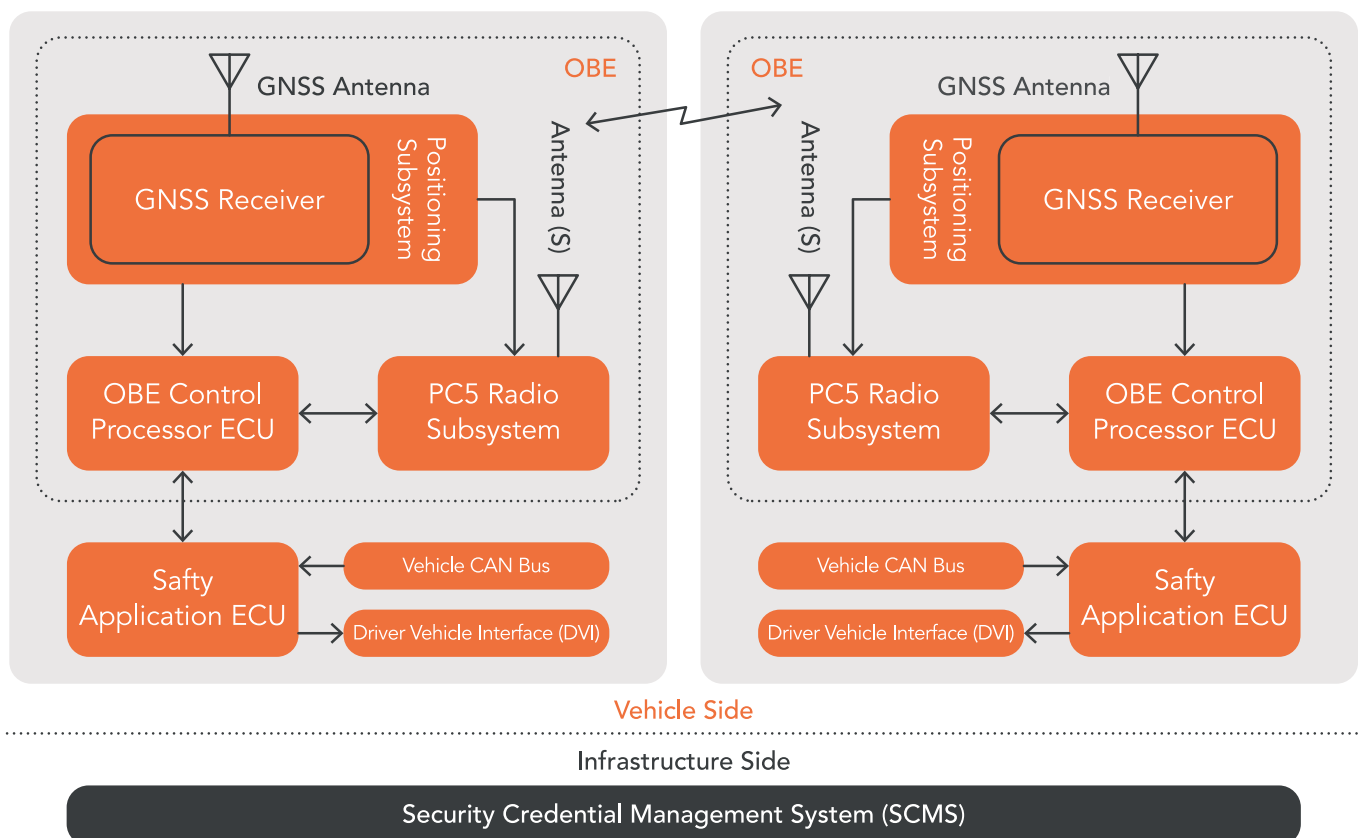 OBE
GNSS Antenna
Antenna (S)
Positioning
Subsystem
GNSS Receiver
OBE Control
Processor ECU
PC5 Radio
Subsystem
Safty
Application ECU
Vehicle CAN Bus
Driver Vehicle Interface (DVI)
OBE
GNSS Antenna
Antenna (S)
Positioning
Subsystem
GNSS Receiver
PC5 Radio
Subsystem
OBE Control
Processor ECU
Vehicle CAN Bus
Driver Vehicle Interface (DVI)
Safty
Application ECU
Vehicle Side
Infrastructure Side
Security Credential Management System (SCMS)